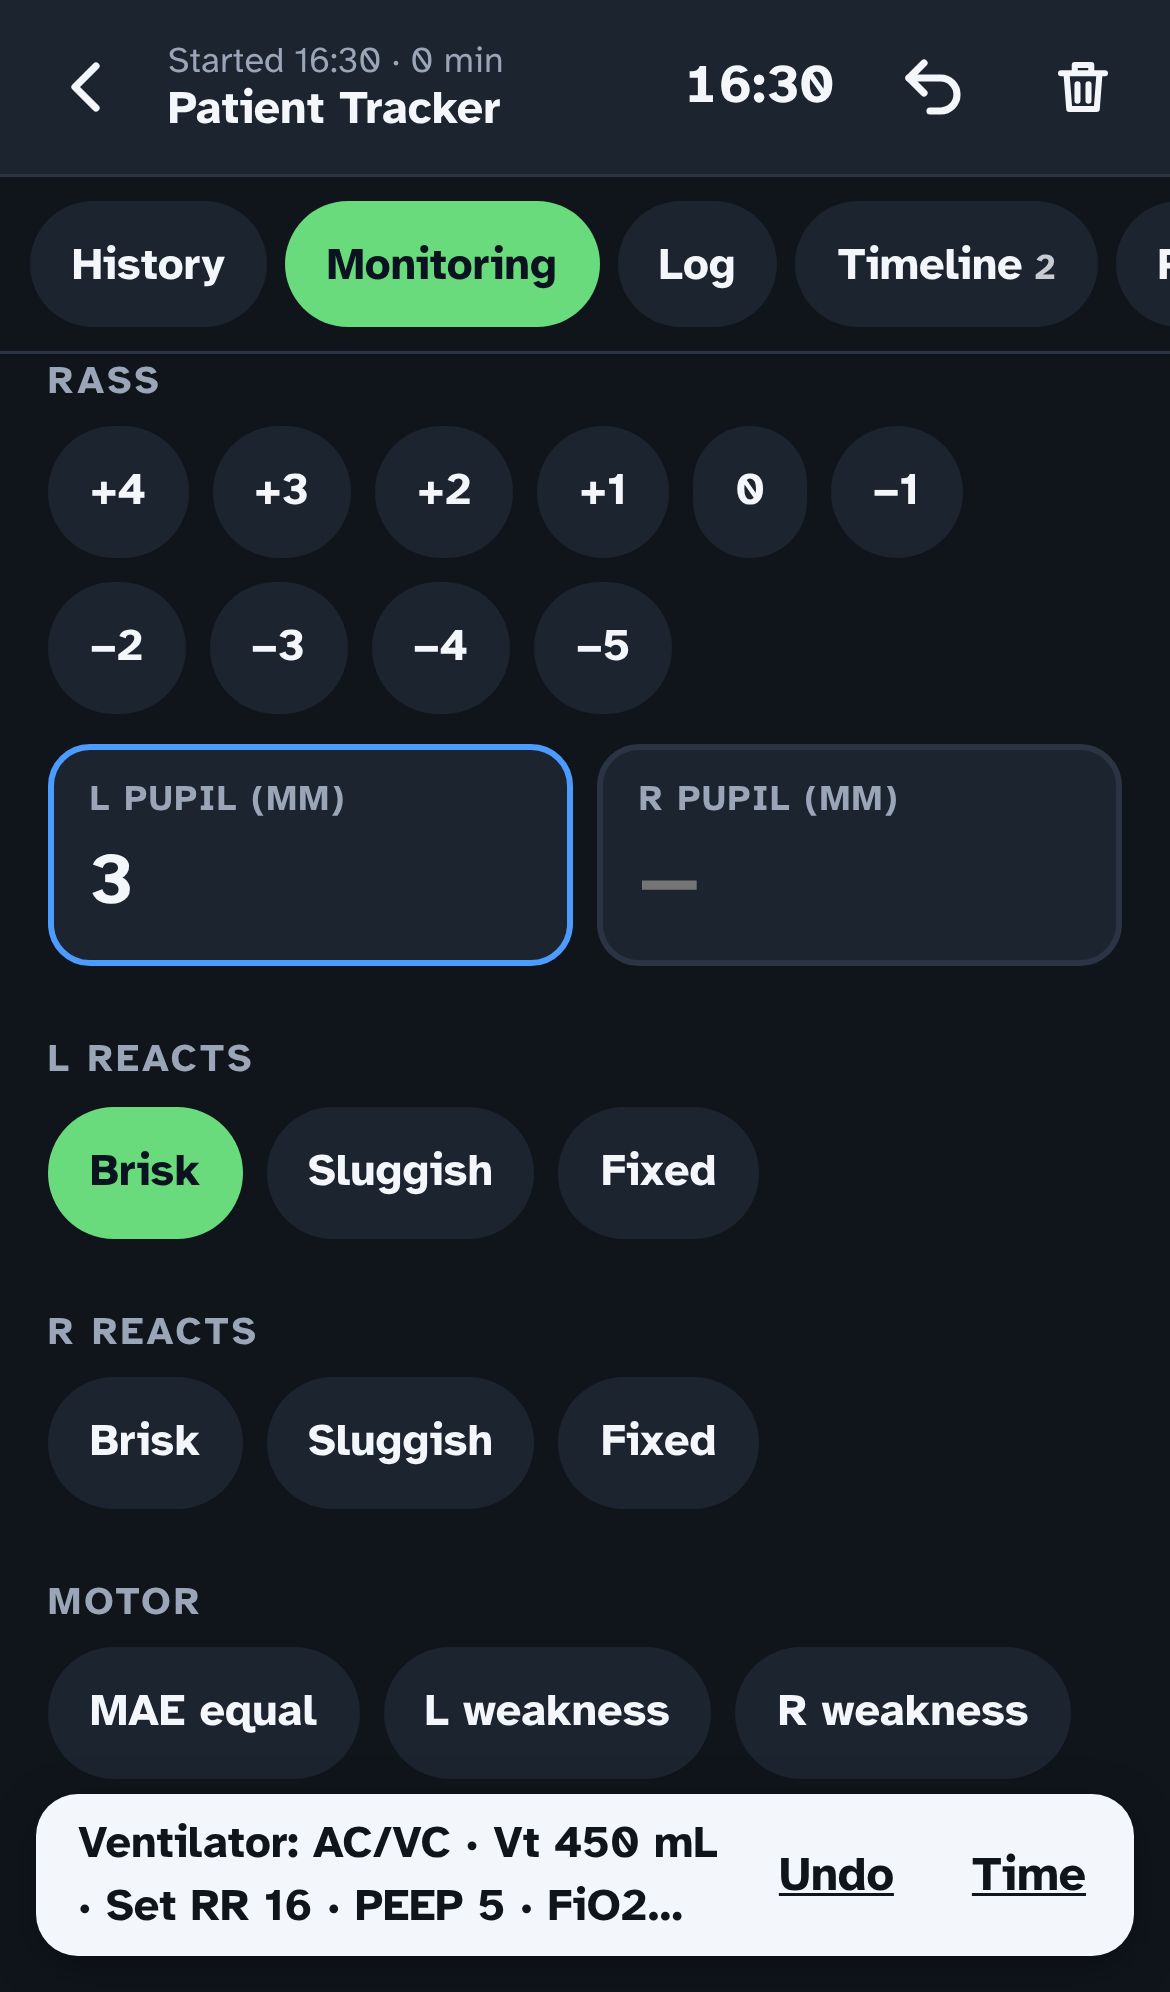 Started 16:30 · 0 min
Patient Tracker
16:30
History
Monitoring
Log
Timeline 2
RASS
+4
+3
+2
+1
0
−1
−2
−3
−4
−5
L PUPIL (MM)
3
R PUPIL (MM)
—
L REACTS
Brisk
Sluggish
Fixed
R REACTS
Brisk
Sluggish
Fixed
MOTOR
MAE equal
L weakness
R weakness
Ventilator: AC/VC · Vt 450 mL
· Set RR 16 · PEEP 5 · FiO2...
Undo
Time